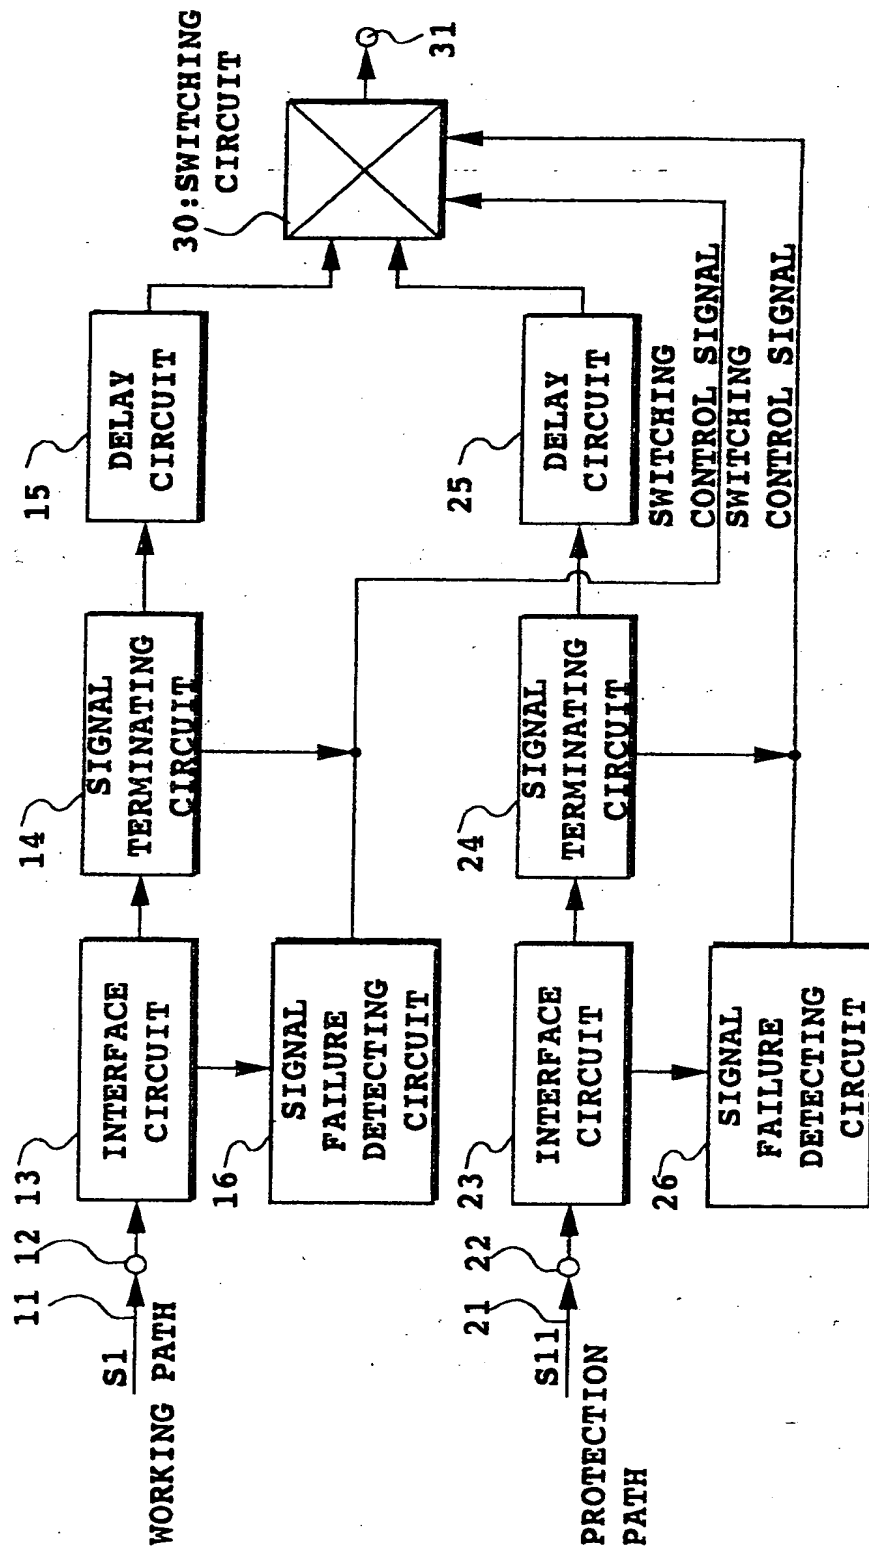 30:SWITCHING
CIRCUIT
31
15
DELAY
CIRCUIT
14
SIGNAL
TERMINATING
CIRCUIT
13
INTERFACE
CIRCUIT
12
11
S1
WORKING PATH
16
SIGNAL
FAILURE
DETECTING
CIRCUIT
25
DELAY
CIRCUIT
SWITCHING
CONTROL SIGNAL
SWITCHING
CONTROL SIGNAL
24
SIGNAL
TERMINATING
CIRCUIT
23
INTERFACE
CIRCUIT
22
21
S11
PROTECTION
PATH
26
SIGNAL
FAILURE
DETECTING
CIRCUIT